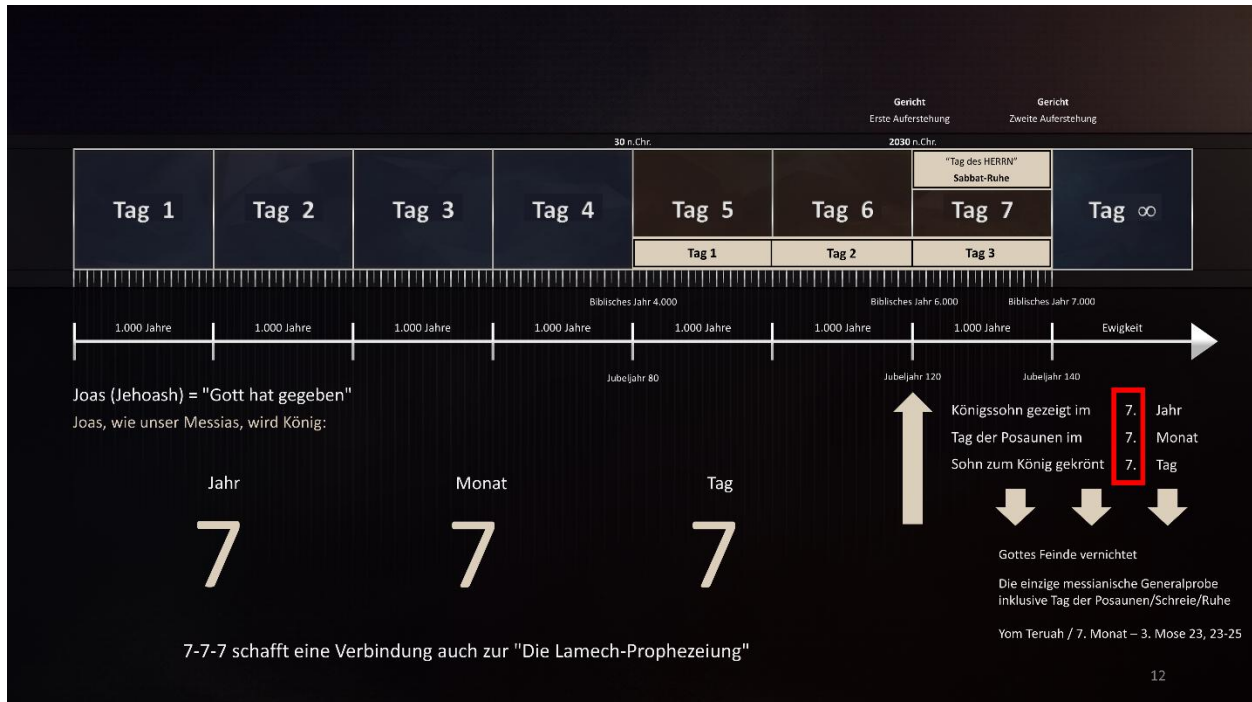 Gericht
Erste Auferstehung
Gericht
Zweite Auferstehung
30 n.Chr.
2030 n.Chr.
Tag 1
Tag 2
Tag 3
Tag 4
Tag 5
Tag 6
"Tag des HERRN"
Sabbat-Ruhe
Tag 7
Tag ∞
Tag 1
Tag 2
Tag 3
Biblisches Jahr 4.000
Biblisches Jahr 6.000
Biblisches Jahr 7.000
1.000 Jahre
1.000 Jahre
1.000 Jahre
1.000 Jahre
1.000 Jahre
1.000 Jahre
1.000 Jahre
Ewigkeit
Jubeljahr 80
Jubeljahr 120
Jubeljahr 140
Joas (Jehoash) = "Gott hat gegeben"
Joas, wie unser Messias, wird König:
Jahr
Monat
Tag
7
7
7
7-7-7 schafft eine Verbindung auch zur "Die Lamech-Prophezeiung"
Königssohn gezeigt im 7. Jahr
Tag der Posaunen im 7. Monat
Sohn zum König gekrönt 7. Tag
Gottes Feinde vernichtet
Die einzige messianische Generalprobe
inklusive Tag der Posaunen/Schreie/Ruhe
Yom Teruah / 7. Monat – 3. Mose 23, 23-25
12